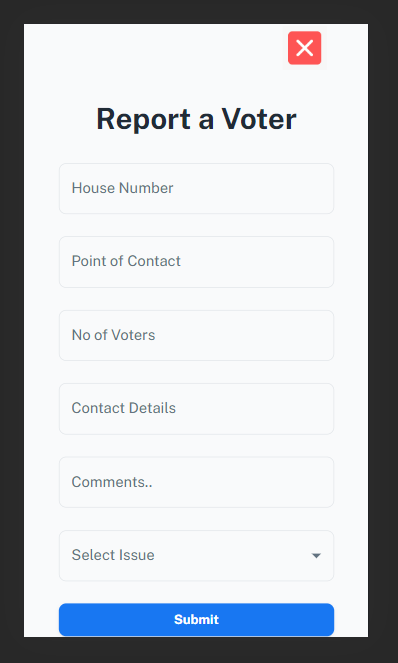 Report a Voter
House Number
Point of Contact
No of Voters
Contact Details
Comments..
Select Issue
Submit